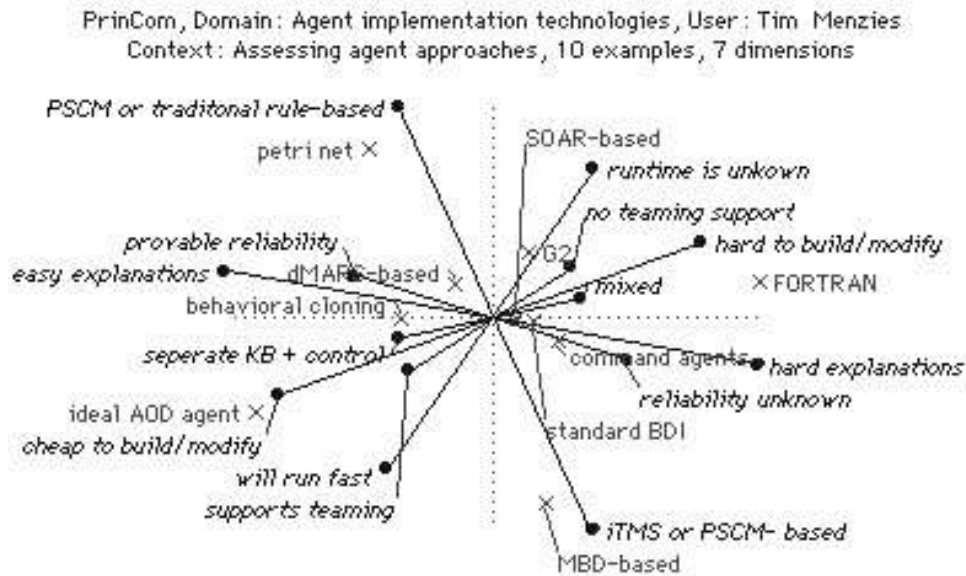 PrinCom, Domain: Agent implementation technologies, User: Tim Menzies
Context: Assessing agent approaches, 10 examples, 7 dimensions
PSCM or traditonal rule-based
SOAR-based
petri net
runtime is unkown
no teaming support
provable reliability
G2
hard to build/modify
easy explanations
dMARS-based
mixed
FORTRAN
behavioral cloning
seperate KB + control
command agents
hard explanations
reliability unknown
ideal AOD agent
standard BDI
cheap to build/modify
will run fast
supports teaming
iTMS or PSCM- based
MBD-based